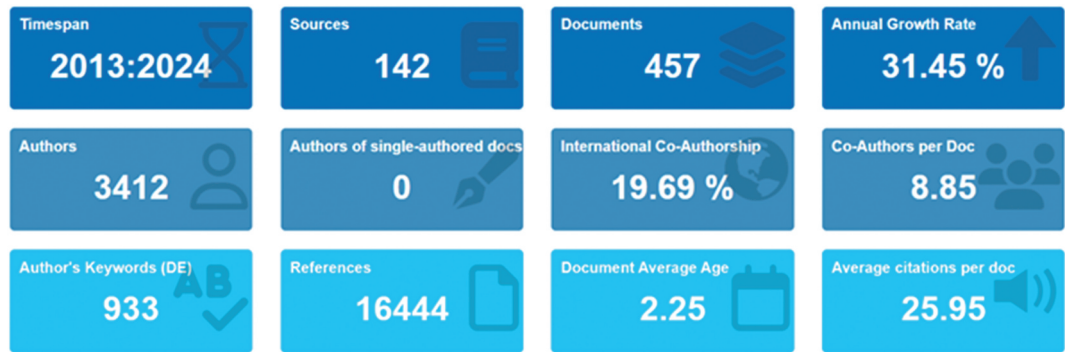 Timespan
2013:2024
Sources
142
Documents
457
Annual Growth Rate
31.45 %
Authors
3412
Authors of single-authored docs
0
International Co-Authorship
19.69 %
Co-Authors per Doc
8.85
Author's Keywords (DE)
933
AB
References
16444
Document Average Age
2.25
Average citations per doc
25.95